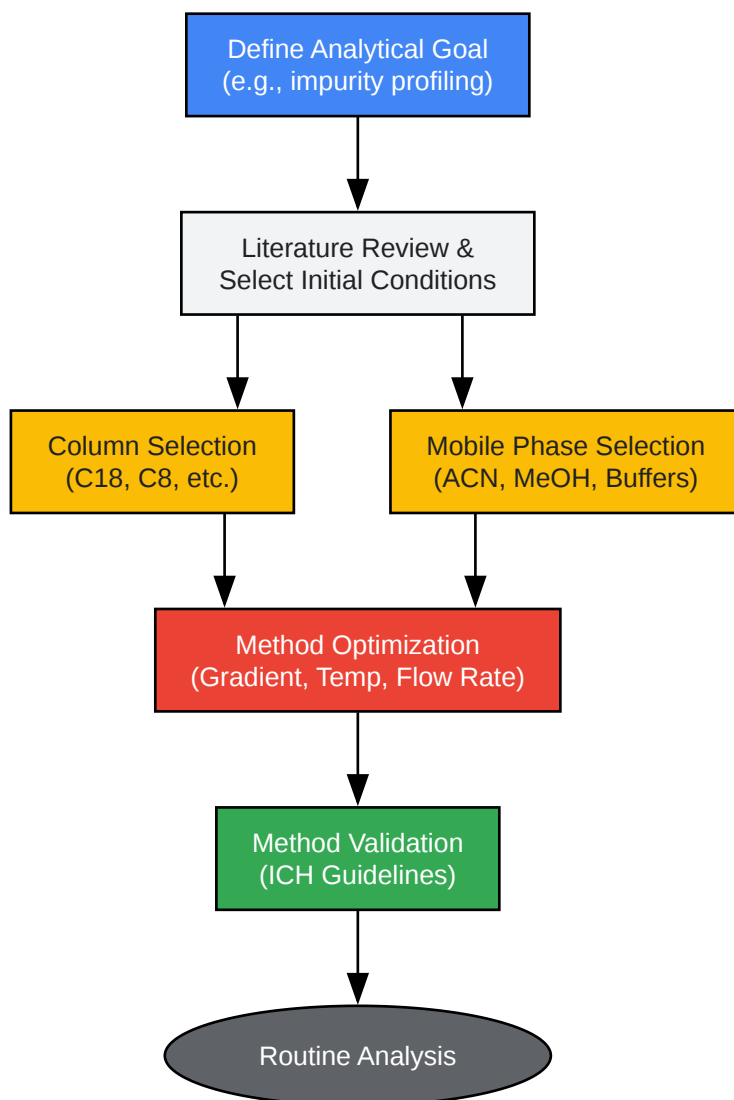 Define Analytical Goal
(e.g., impurity profiling)
Literature Review &
Select Initial Conditions
Column Selection
(C18, C8, etc.)
Mobile Phase Selection
(ACN, MeOH, Buffers)
Method Optimization
(Gradient, Temp, Flow Rate)
Method Validation
(ICH Guidelines)
Routine Analysis